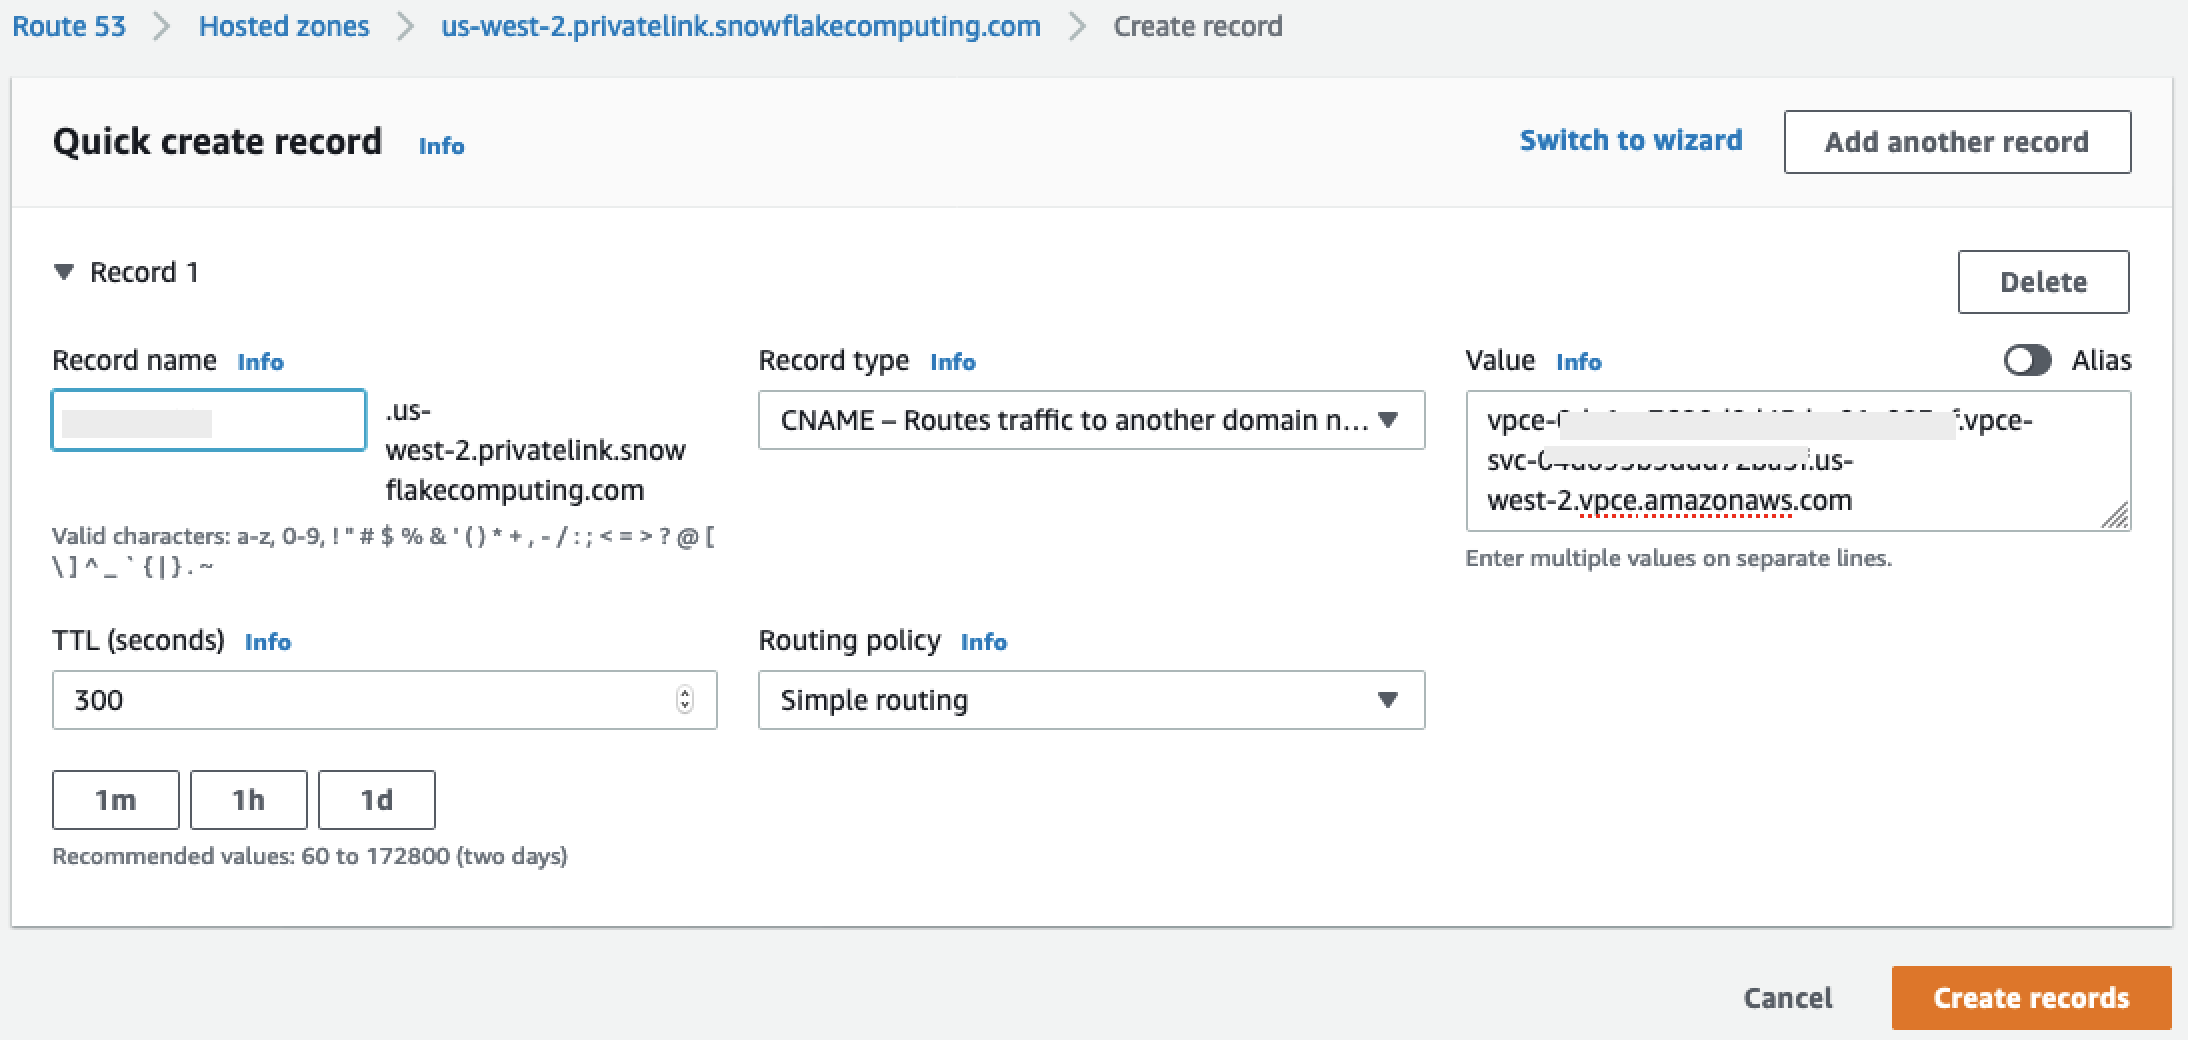 Route 53 > Hosted zones > us-west-2.privatelink.snowflakecomputing.com > Create record
Quick create record Info
Switch to wizard Add another record
Record 1
Delete
Record name Info
.us-
west-2.privatelink.snow
flakecomputing.com
Valid characters: a-z, 0-9, ! " # $ % & ' ( ) * + , - / : ; < = > ? @ [
\ ] ^ _ ` { | } . ~
Record type Info
CNAME – Routes traffic to another domain n...
Value Info Alias
vpce- .vpce-
svc- .us-
west-2.vpce.amazonaws.com
Enter multiple values on separate lines.
TTL (seconds) Info
300
1m 1h 1d
Recommended values: 60 to 172800 (two days)
Routing policy Info
Simple routing
Cancel Create records